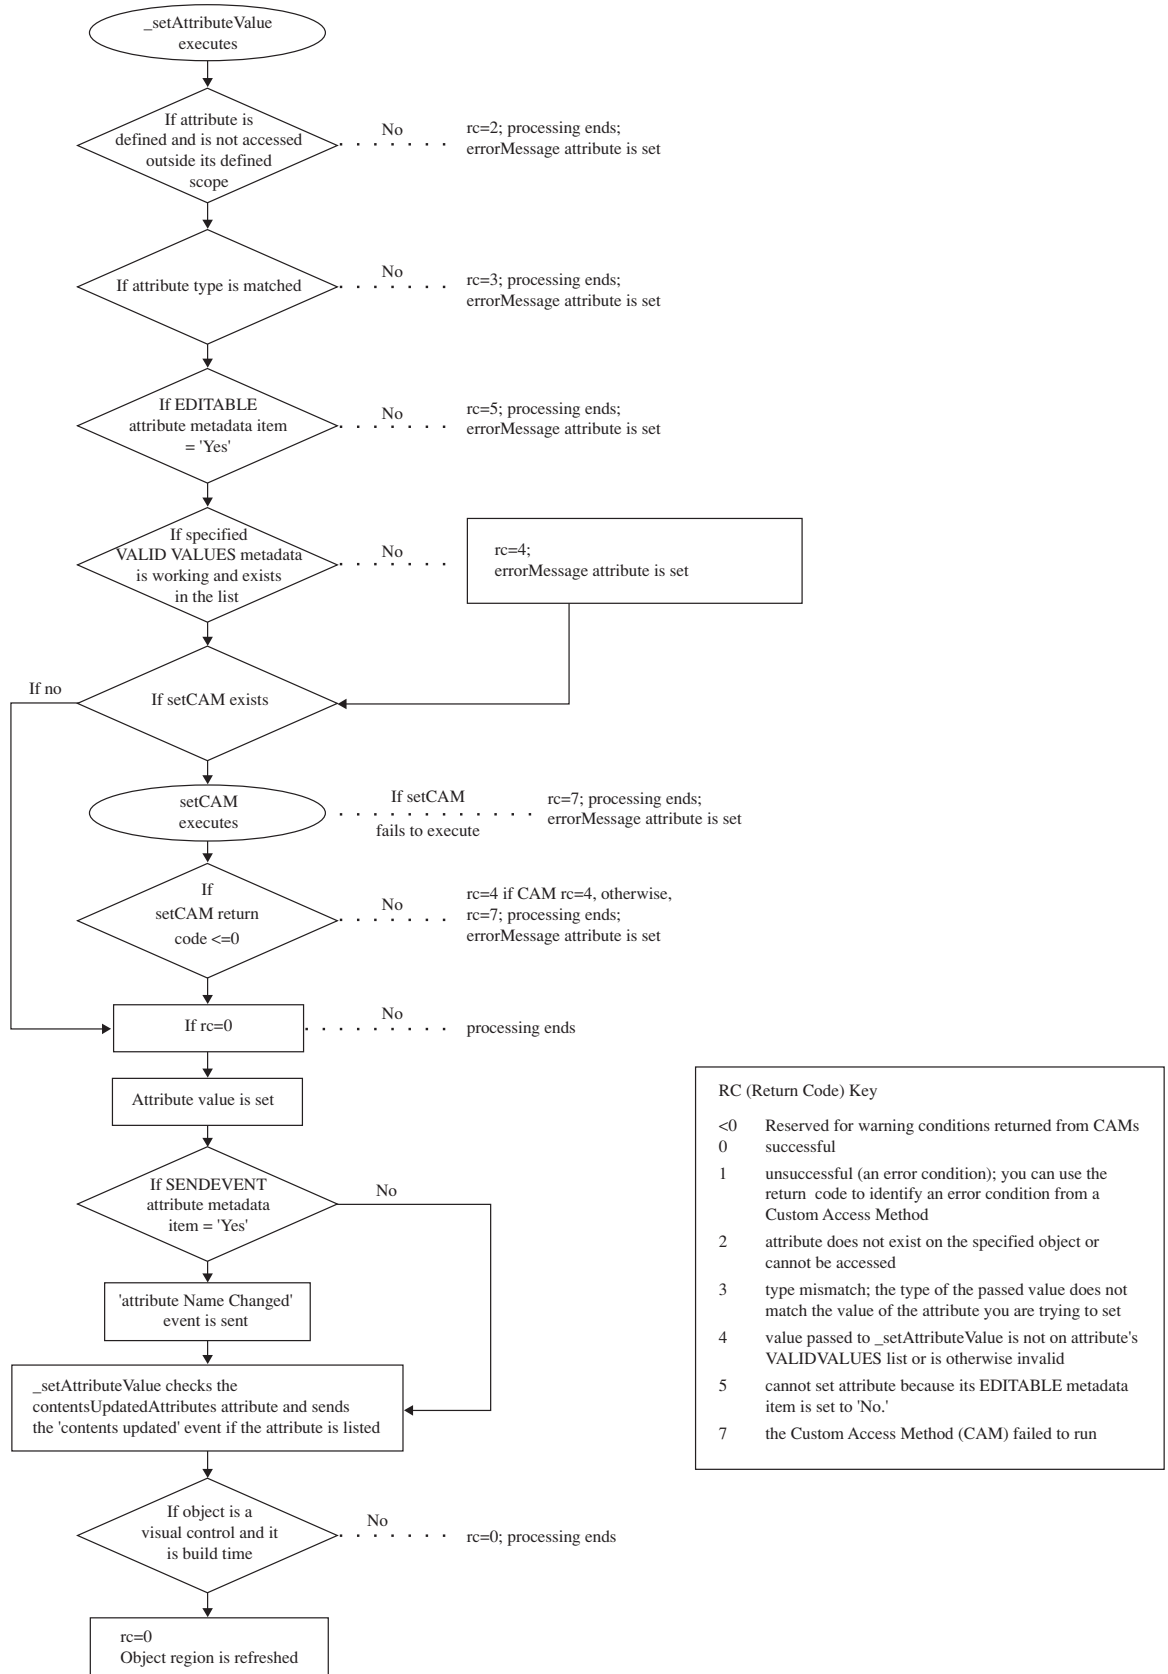 _setAttributeValue
executes
If attribute is
defined and is not accessed
outside its defined
scope
No
rc=2; processing ends;
errorMessage attribute is set
If attribute type is matched
No
rc=3; processing ends;
errorMessage attribute is set
If EDITABLE
attribute metadata item
= 'Yes'
No
rc=5; processing ends;
errorMessage attribute is set
If specified
VALID VALUES metadata
is working and exists
in the list
No
rc=4;
errorMessage attribute is set
If no
If setCAM exists
setCAM
executes
If setCAM
fails to execute
rc=7; processing ends;
errorMessage attribute is set
If
setCAM return
code <=0
No
rc=4 if CAM rc=4, otherwise,
rc=7; processing ends;
errorMessage attribute is set
If rc=0
No
processing ends
Attribute value is set
If SENDEVENT
attribute metadata
item = 'Yes'
No
'attribute Name Changed'
event is sent
_setAttributeValue checks the
contentsUpdatedAttributes attribute and sends
the 'contents updated' event if the attribute is listed
If object is a
visual control and it
is build time
No
rc=0; processing ends
rc=0
Object region is refreshed
RC (Return Code) Key
<0 Reserved for warning conditions returned from CAMs
0 successful
1 unsuccessful (an error condition); you can use the
return code to identify an error condition from a
Custom Access Method
2 attribute does not exist on the specified object or
cannot be accessed
3 type mismatch; the type of the passed value does not
match the value of the attribute you are trying to set
4 value passed to _setAttributeValue is not on attribute's
VALIDVALUES list or is otherwise invalid
5 cannot set attribute because its EDITABLE metadata
item is set to 'No.'
7 the Custom Access Method (CAM) failed to run